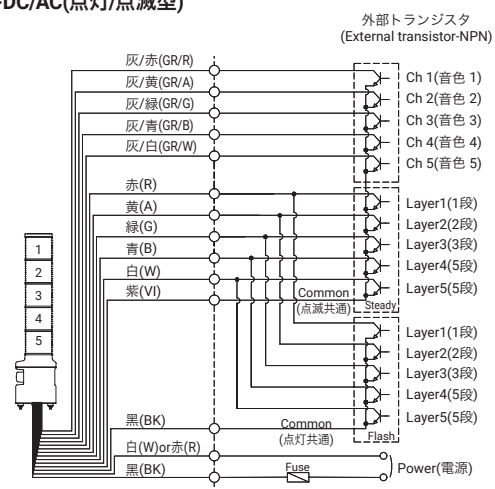 -DC/AC(点灯/点滅型)
外部トランジスタ
(External transistor-NPN)
灰/赤(GR/R)
灰/黄(GR/A)
灰/緑(GR/G)
灰/青(GR/B)
灰/白(GR/W)
Ch 1(音色 1)
Ch 2(音色 2)
Ch 3(音色 3)
Ch 4(音色 4)
Ch 5(音色 5)
赤(R)
黄(A)
緑(G)
青(B)
白(W)
紫(VI)
Layer1(1段)
Layer2(2段)
Layer3(3段)
Layer4(5段)
Layer5(5段)
Common
(点滅共通)
Steady
1
2
3
4
5
Layer1(1段)
Layer2(2段)
Layer3(3段)
Layer4(5段)
Layer5(5段)
黒(BK)
Common
(点灯共通)
Flash
白(W)or赤(R)
黒(BK)
Fuse
Power(電源)